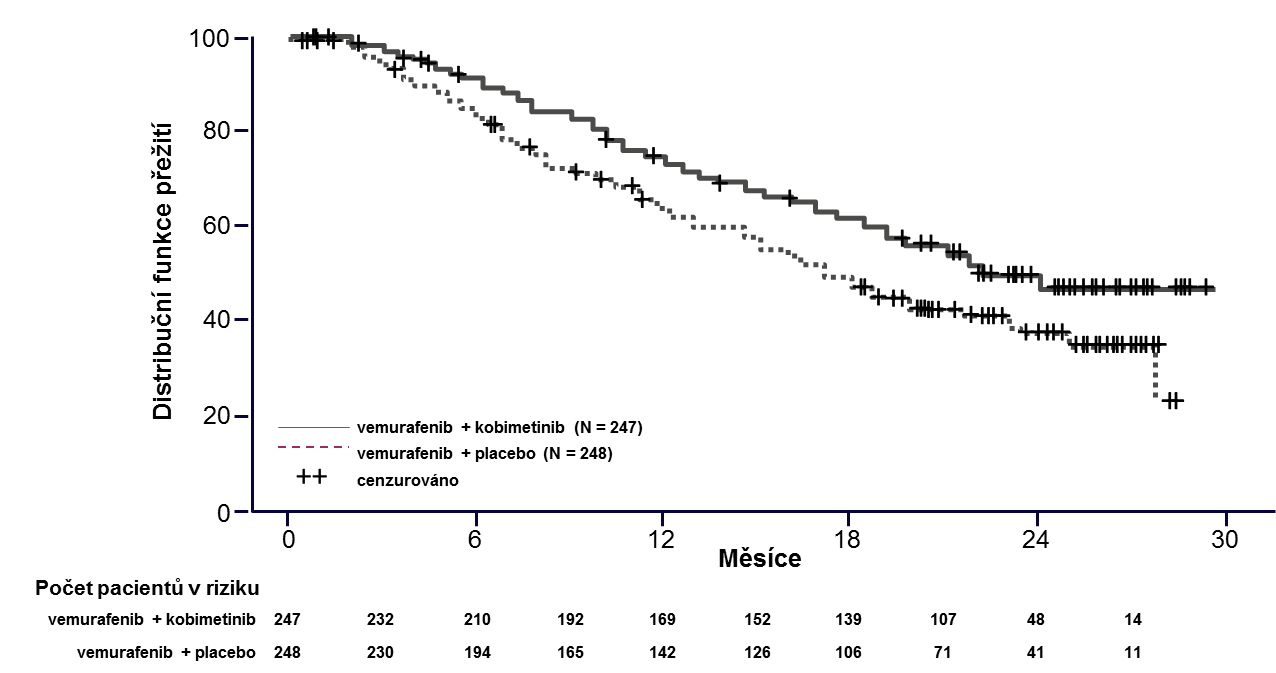 100
80
60
40
20
0
Distribuční funkce přežití
vemurafenib + kobimetinib (N = 247)
vemurafenib + placebo (N = 248)
cenzurováno
0 6 12 18 24 30
Měsíce
Počet pacientů v riziku
vemurafenib + kobimetinib 247 232 210 192 169 152 139 107 48 14
vemurafenib + placebo 248 230 194 165 142 126 106 71 41 11